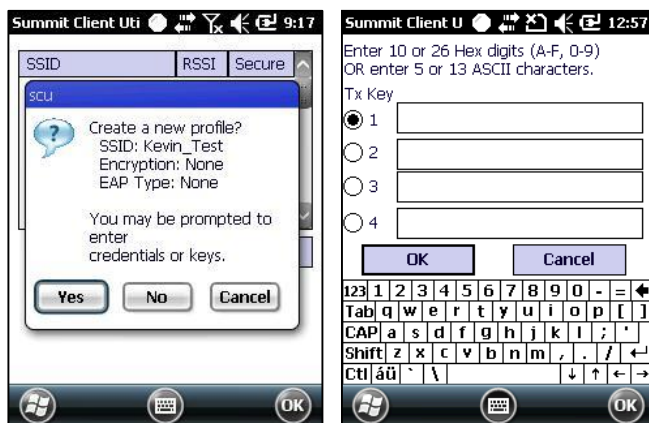 Summit Client Uti 9:17
SSID RSSI Secure
scu
Create a new profile?
SSID: Kevin_Test
Encryption: None
EAP Type: None
You may be prompted to
enter
credentials or keys.
Yes No Cancel
OK
Summit Client U 12:57
Enter 10 or 26 Hex digits (A-F, 0-9)
OR enter 5 or 13 ASCII characters.
Tx Key
1
2
3
4
OK Cancel
123 1 2 3 4 5 6 7 8 9 0 - =
Tab q w e r t y u i o p [ ]
CAP a s d f g h j k l ; '
Shift z x c v b n m , . /
Ctl áü ` \
OK